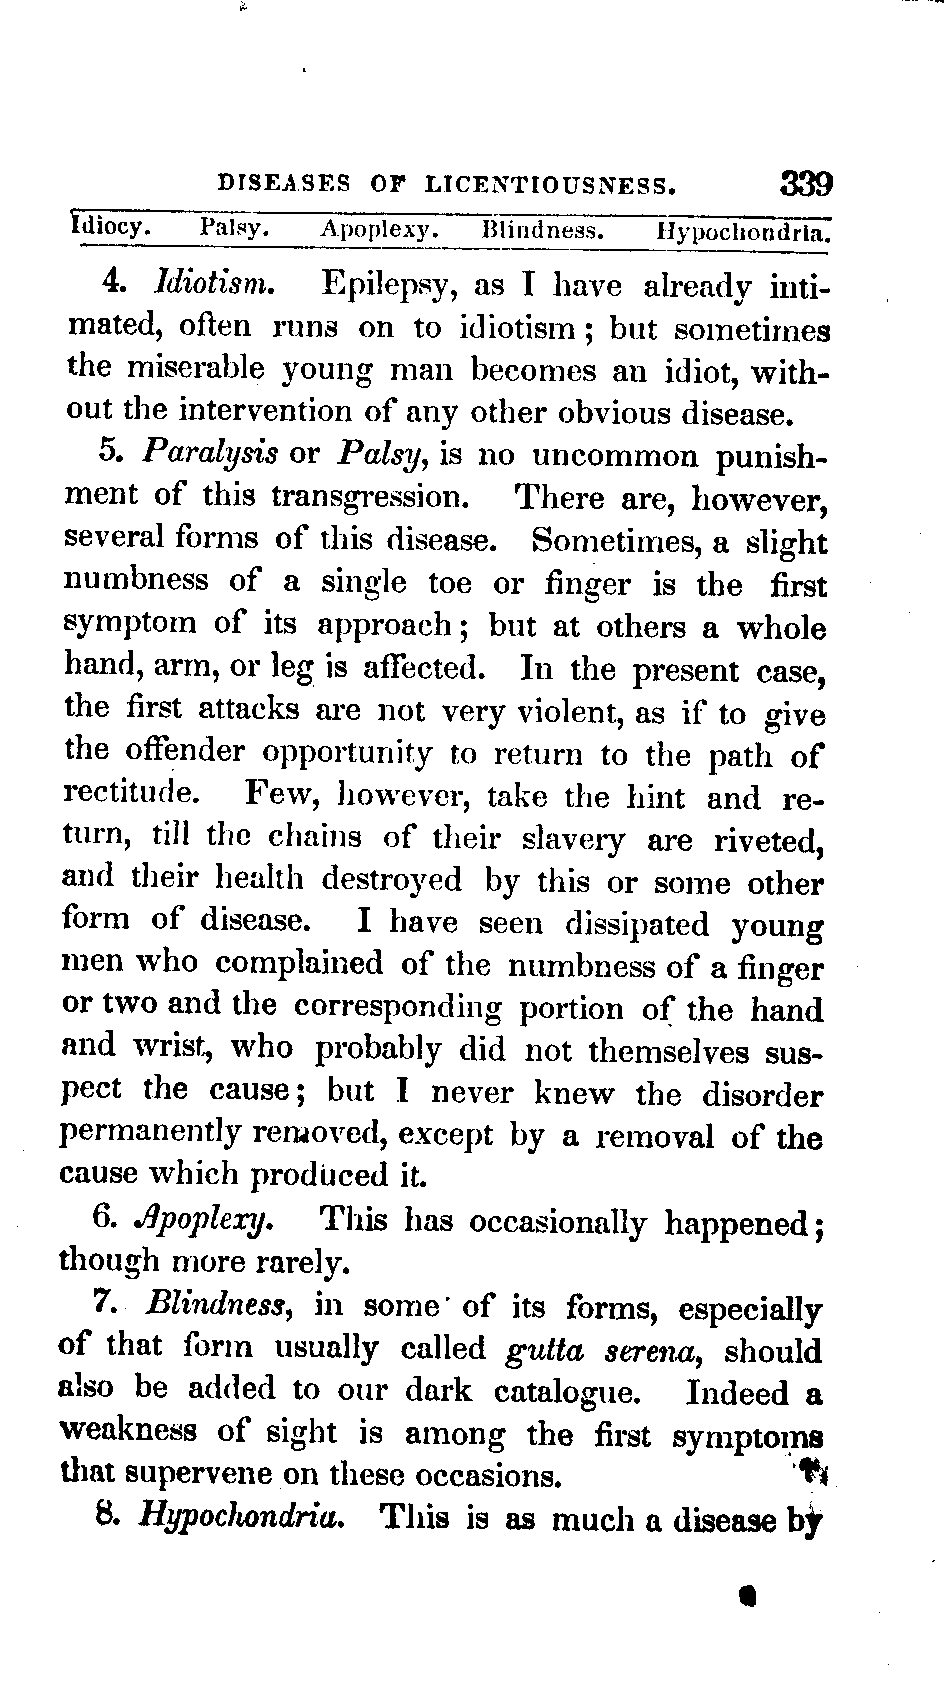 DISEASES OF LICENTIOUSNESS. 339
Idiocy. Palsy. Apoplexy. Blindness. Hypochondria.
4. Idiotism. Epilepsy, as I have already inti-
mated, often runs on to idiotism; but sometimes
the miserable young man becomes an idiot, with-
out the intervention of any other obvious disease.
5. Paralysis or Palsy, is no uncommon punish-
ment of this transgression. There are, however,
several forms of this disease. Sometimes, a slight
numbness of a single toe or finger is the first
symptom of its approach; but at others a whole
hand, arm, or leg is affected. In the present case,
the first attacks are not very violent, as if to give
the offender opportunity to return to the path of
rectitude. Few, however, take the hint and re-
turn, till the chains of their slavery are riveted,
and their health destroyed by this or some other
form of disease. I have seen dissipated young
men who complained of the numbness of a finger
or two and the corresponding portion of the hand
and wrist, who probably did not themselves sus-
pect the cause; but I never knew the disorder
permanently removed, except by a removal of the
cause which produced it.
6. Apoplexy. This has occasionally happened;
though more rarely.
7. Blindness, in some of its forms, especially
of that form usually called gutta serena, should
also be added to our dark catalogue. Indeed a
weakness of sight is among the first symptoms
that supervene on these occasions.
8. Hypochondria. This is as much a disease by